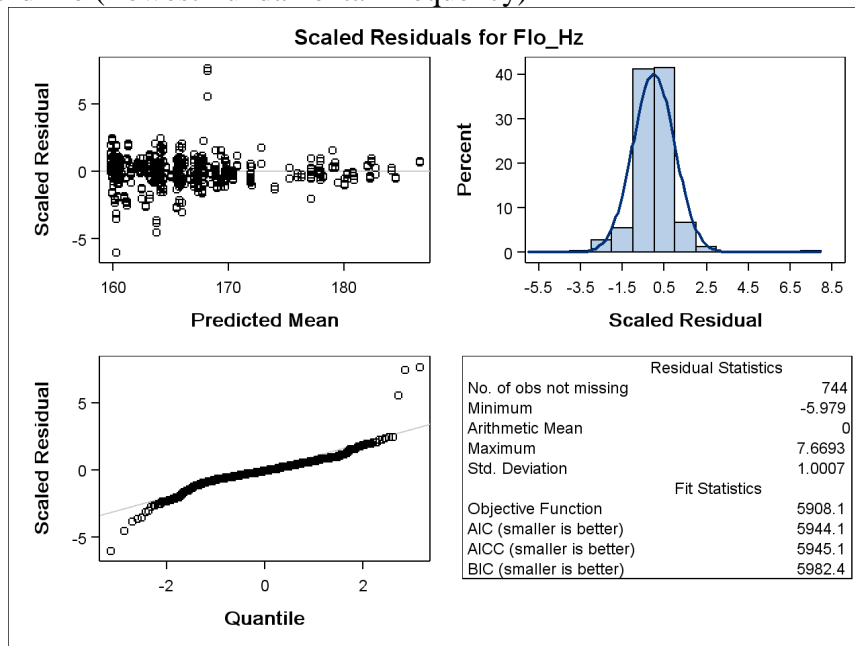 (Lowest Fundamental Frequency)
Scaled Residuals for Flo_Hz
Scaled Residual
5
0
-5
160
170
180
Predicted Mean
Percent
40
30
20
10
0
-5.5
-3.5
-1.5
0.5
2.5
4.5
6.5
8.5
Scaled Residual
Scaled Residual
5
0
-5
-2
0
2
Quantile
Residual Statistics
No. of obs not missing 744
Minimum -5.979
Arithmetic Mean 0
Maximum 7.6693
Std. Deviation 1.0007
Fit Statistics
Objective Function 5908.1
AIC (smaller is better) 5944.1
AICC (smaller is better) 5945.1
BIC (smaller is better) 5982.4